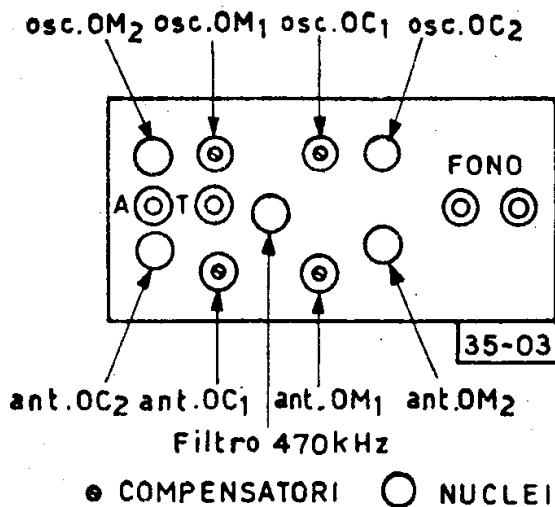 osc.OM2 osc.OM1 osc.OC1 osc.OC2
FONO
A T
35-03
ant.OC2 ant.OC1 ant.OM1 ant.OM2
Filtro 470kHz
COMPENSATORI NUCLEI